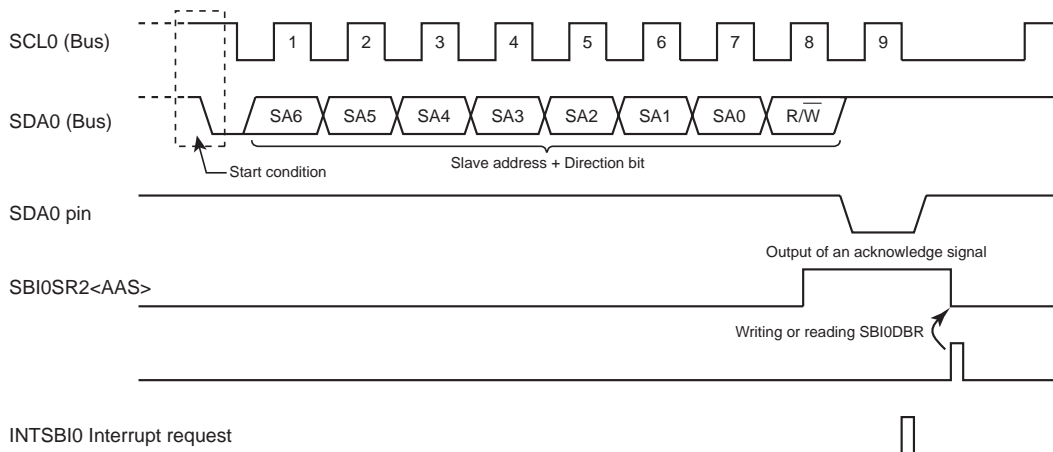 SCL0 (Bus)
1 2 3 4 5 6 7 8 9
SDA0 (Bus)
SA6 SA5 SA4 SA3 SA2 SA1 SA0 R/W̅
Slave address + Direction bit
Start condition
SDA0 pin
Output of an acknowledge signal
SBI0SR2<AAS>
Writing or reading SBI0DBR
INTSBI0 Interrupt request